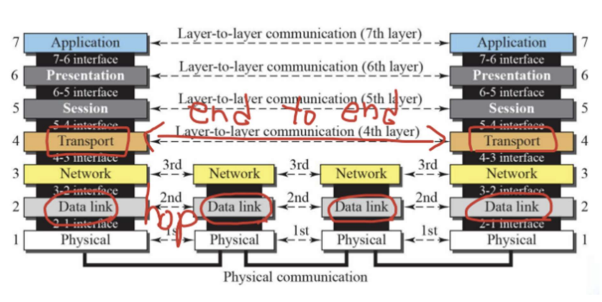 7 Application Layer-to-layer communication (7th layer) Application 7
7-6 interface 7-6 interface
6 Presentation Layer-to-layer communication (6th layer) Presentation 6
6-5 interface 6-5 interface
5 Session Layer-to-layer communication (5th layer) Session 5
end to end
5-4 interface 5-4 interface
4 Transport Layer-to-layer communication (4th layer) Transport 4
4-3 interface 4-3 interface
3 Network 3rd Network 3rd Network 3rd Network 3
3-2 interface 3-2 interface
2 Data link 2nd Data link 2nd Data link 2nd Data link 2
hop
2-1 interface 2-1 interface
1 Physical 1st Physical 1st Physical 1st Physical 1
Physical communication